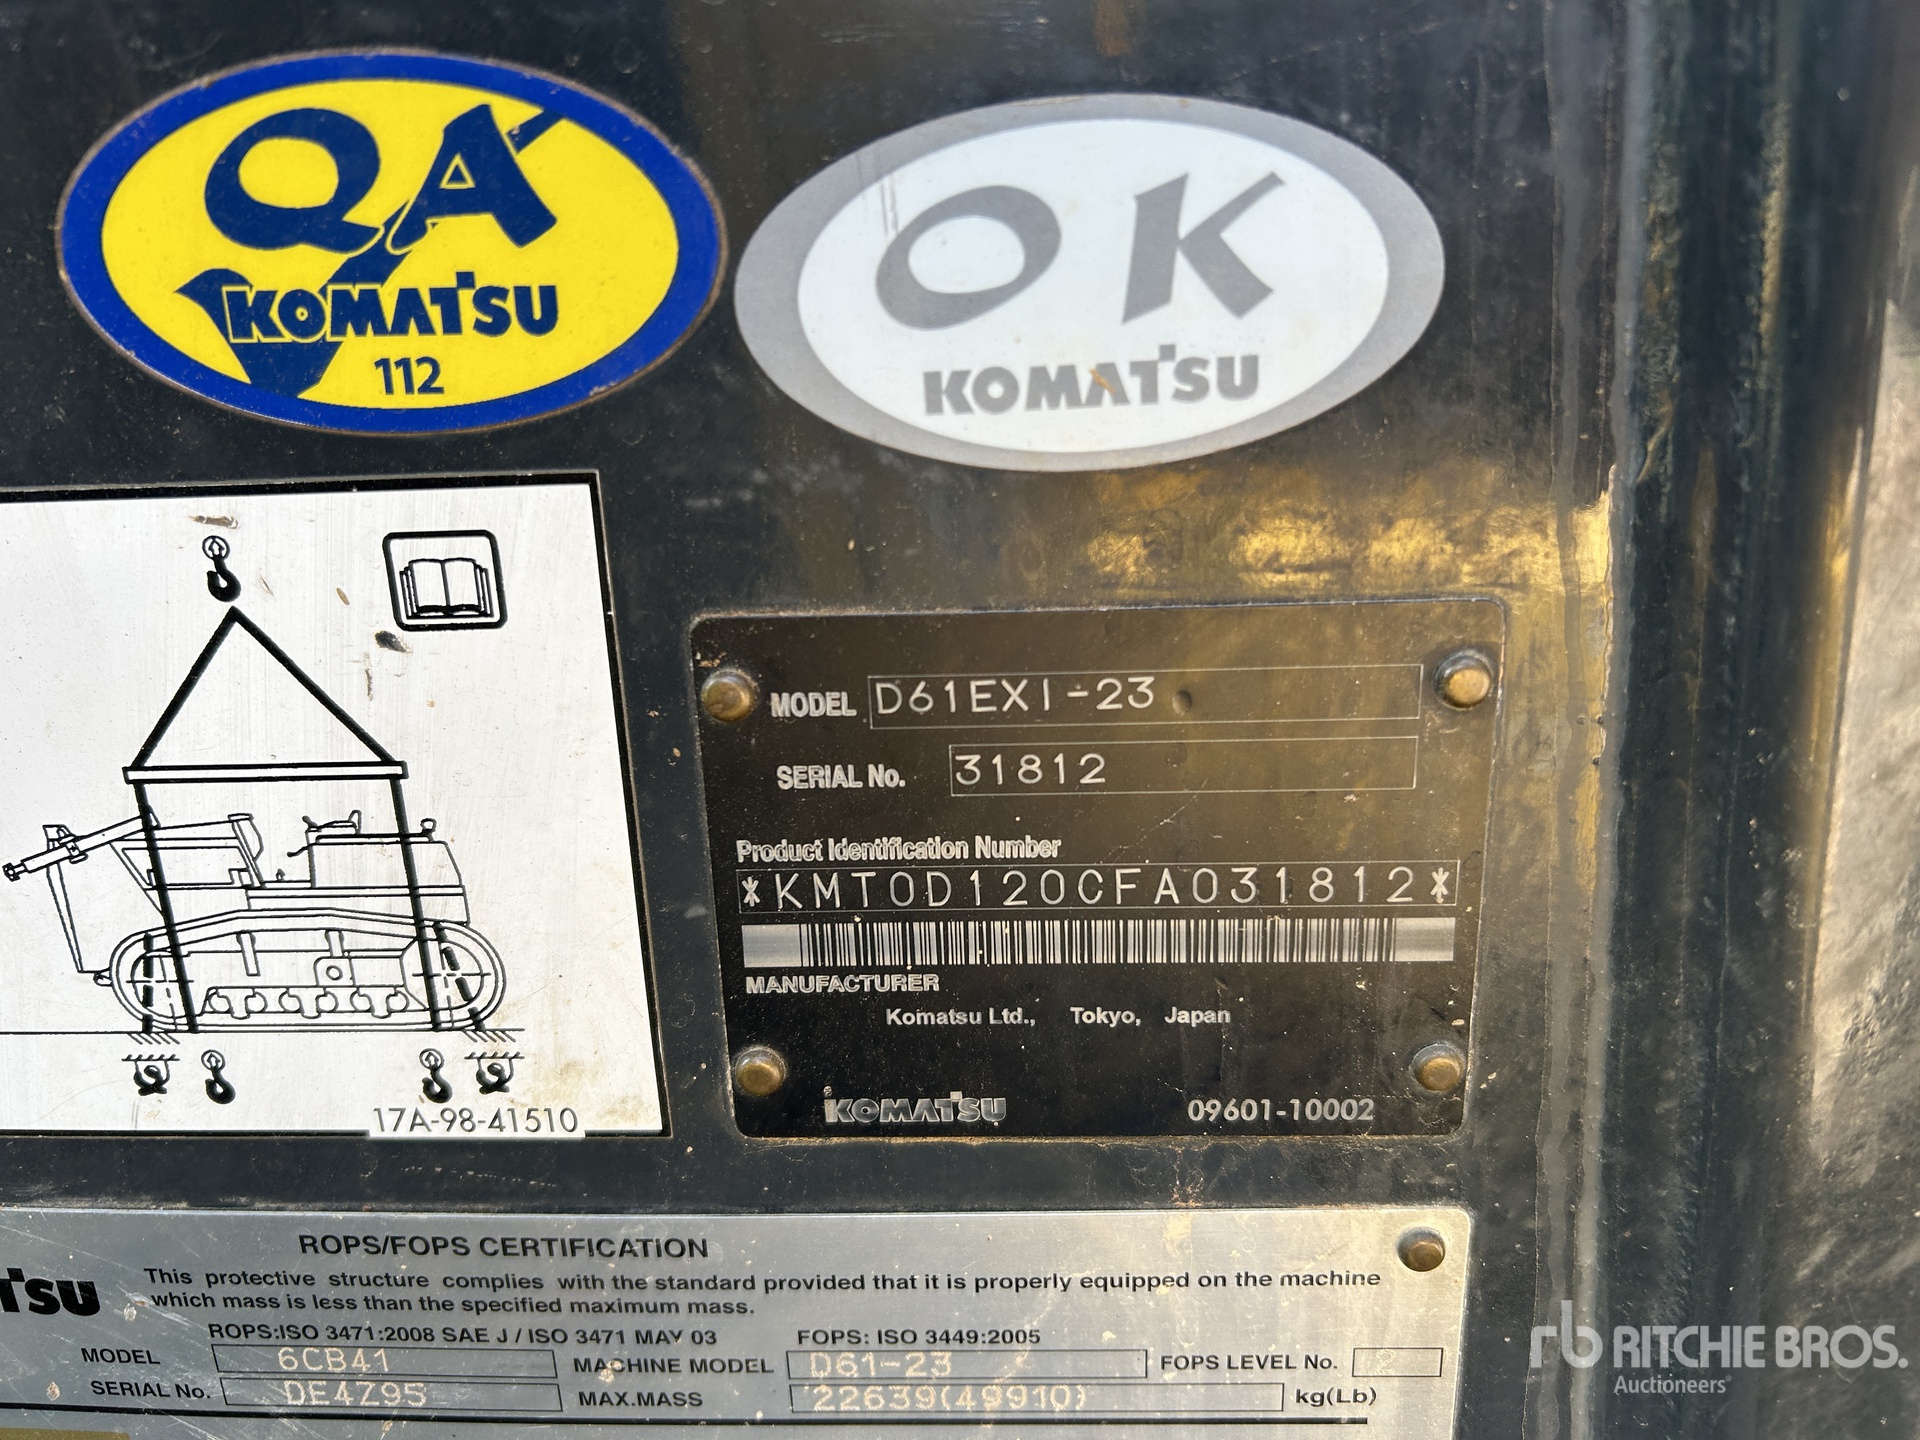 QA
KOMATSU
112
OK
KOMATSU
17A-98-41510
MODEL D61EXI-23
SERIAL No. 31812
Product Identification Number
*KMT0D120CFA031812*
MANUFACTURER
Komatsu Ltd., Tokyo, Japan
KOMATSU 09601-10002
ROPS/FOPS CERTIFICATION
TSU
This protective structure complies with the standard provided that it is properly equipped on the machine
which mass is less than the specified maximum mass.
ROPS:ISO 3471:2008 SAE J / ISO 3471 MAY 03 FOPS: ISO 3449:2005
MODEL 6CB41 MACHINE MODEL D61-23 FOPS LEVEL No. 2
SERIAL No. DE4Z95 MAX.MASS 22639(49910) kg(Lb)
rb RITCHIE BROS.
Auctioneers